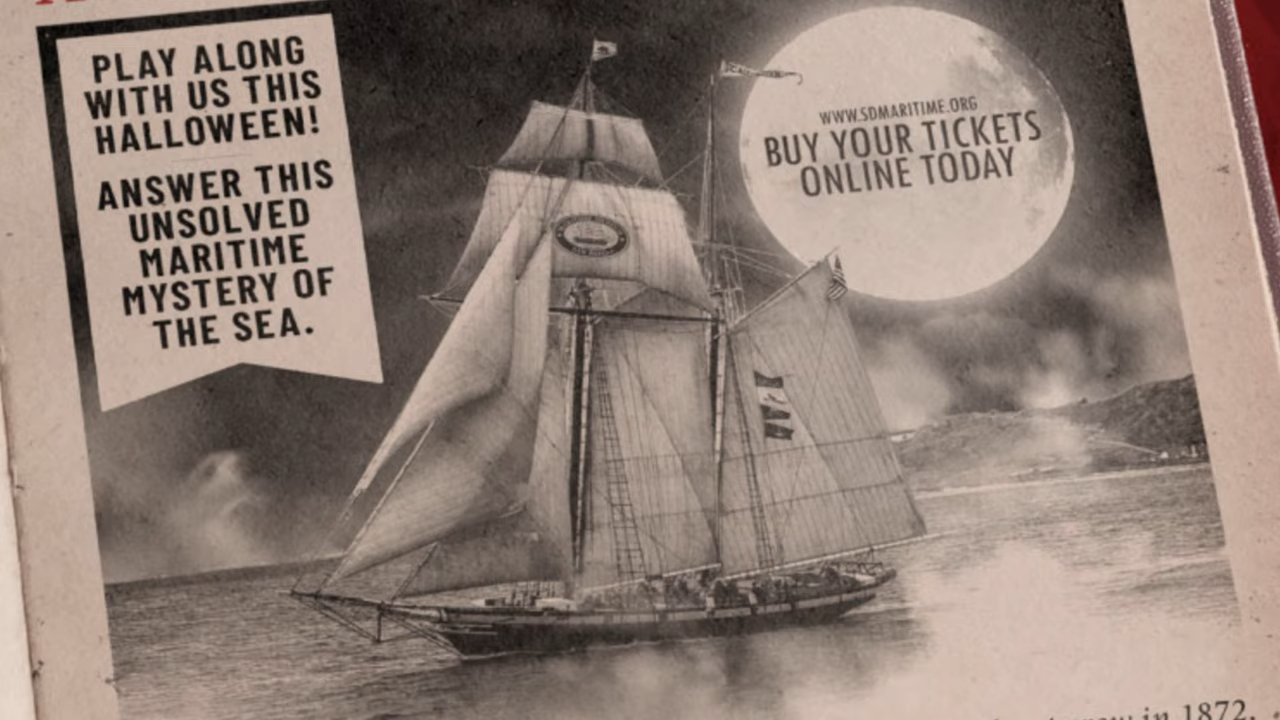 PLAY ALONG
WITH US THIS
HALLOWEEN!
ANSWER THIS
UNSOLVED
MARITIME
MYSTERY OF
THE SEA.
WWW.SDMARITIME.ORG
BUY YOUR TICKETS
ONLINE TODAY
in 1872,